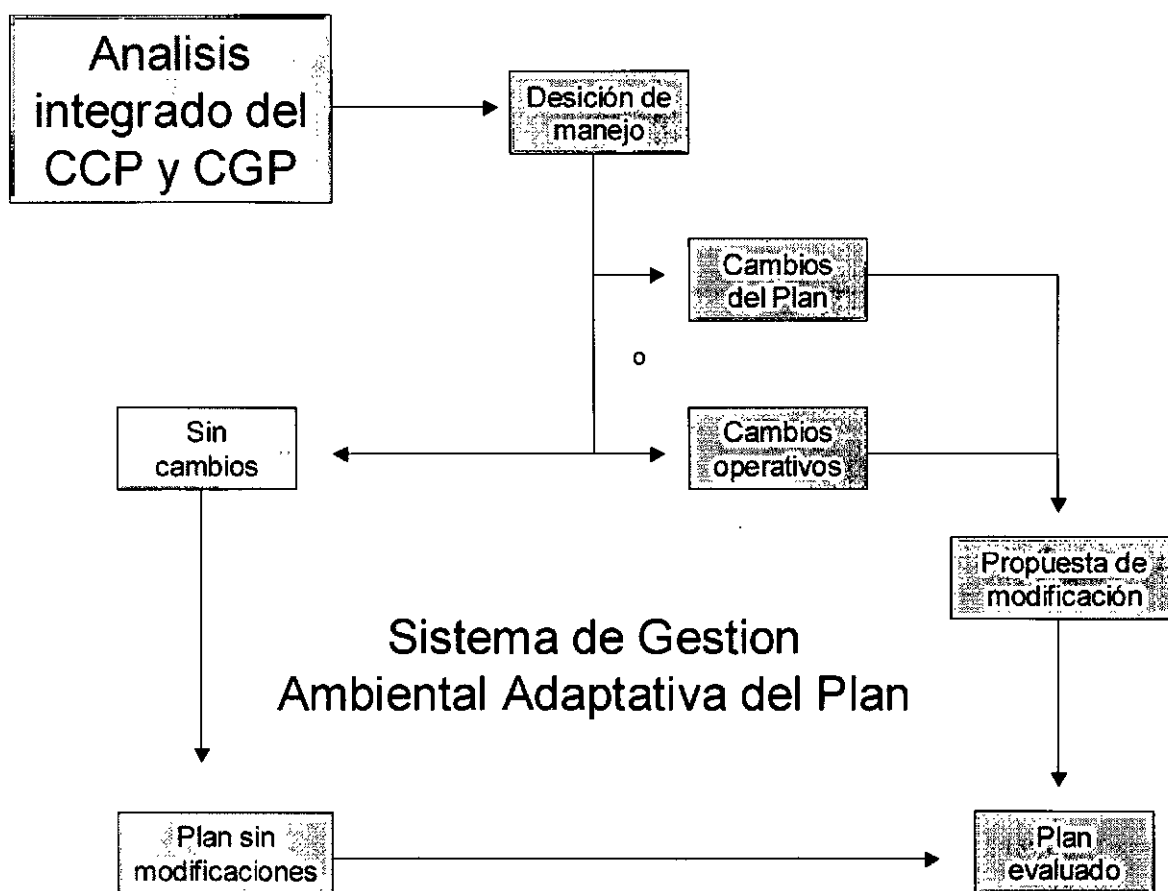 Analisis
integrado del
CCP y CGP
Desición de
manejo
Cambios
del Plan
o
Sin
cambios
Cambios
operativos
Propuesta de
modificación
Sistema de Gestion
Ambiental Adaptativa del Plan
Plan sin
modificaciones
Plan
evaluado